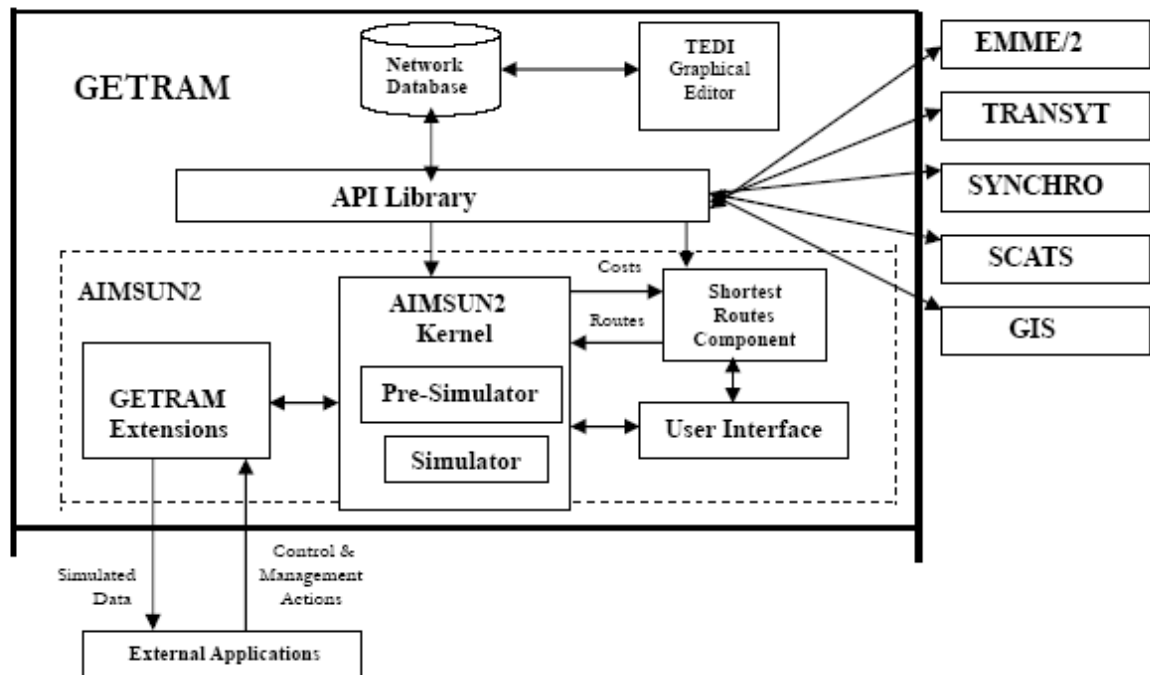 GETRAM
Network
Database
TEDI
Graphical
Editor
EMME/2
TRANSYT
SYNCHRO
SCATS
GIS
API Library
AIMSUN2
AIMSUN2
Kernel
Pre-Simulator
Simulator
Costs
Routes
Shortest
Routes
Component
GETRAM
Extensions
User Interface
Simulated
Data
Control &
Management
Actions
External Applications